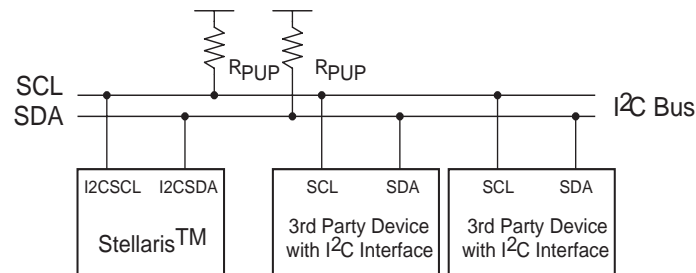 RPUP RPUP
SCL
SDA
I2C Bus
I2CSCL I2CSDA SCL SDA SCL SDA
StellarisTM
3rd Party Device
with I2C Interface
3rd Party Device
with I2C Interface